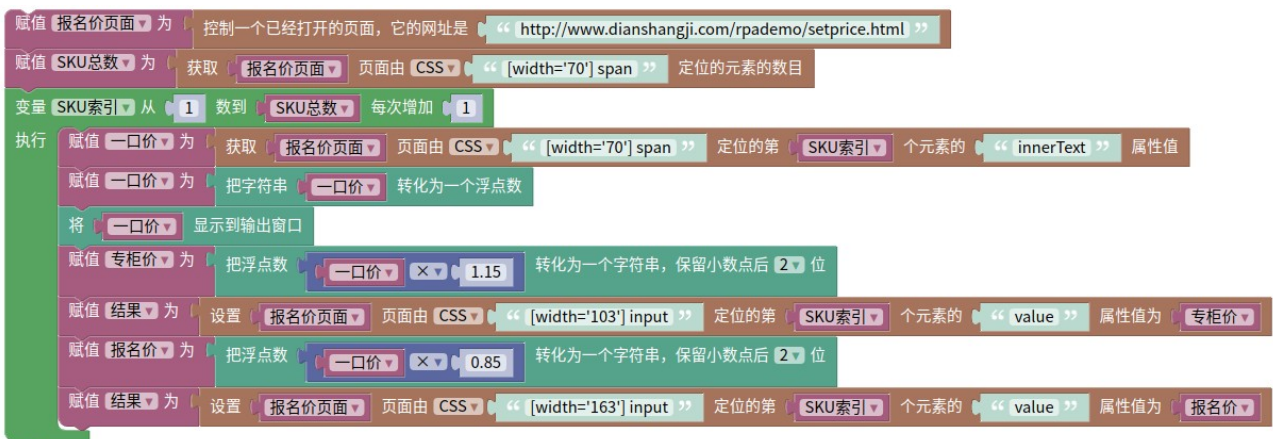 赋值 报名价页面 为 控制一个已经打开的页面，它的网址是 “ http://www.dianshangji.com/rpademo/setprice.html ”
赋值 SKU总数 为 获取 报名价页面 页面由 CSS “ [width='70'] span ” 定位的元素的数目
变量 SKU索引 从 1 数到 SKU总数 每次增加 1
执行 赋值 一口价 为 获取 报名价页面 页面由 CSS “ [width='70'] span ” 定位的第 SKU索引 个元素的 “ innerText ” 属性值
赋值 一口价 为 把字符串 一口价 转化为一个浮点数
将 一口价 显示到输出窗口
赋值 专柜价 为 把浮点数 一口价 × 1.15 转化为一个字符串，保留小数点后 2 位
赋值 结果 为 设置 报名价页面 页面由 CSS “ [width='103'] input ” 定位的第 SKU索引 个元素的 “ value ” 属性值为 专柜价
赋值 报名价 为 把浮点数 一口价 × 0.85 转化为一个字符串，保留小数点后 2 位
赋值 结果 为 设置 报名价页面 页面由 CSS “ [width='163'] input ” 定位的第 SKU索引 个元素的 “ value ” 属性值为 报名价